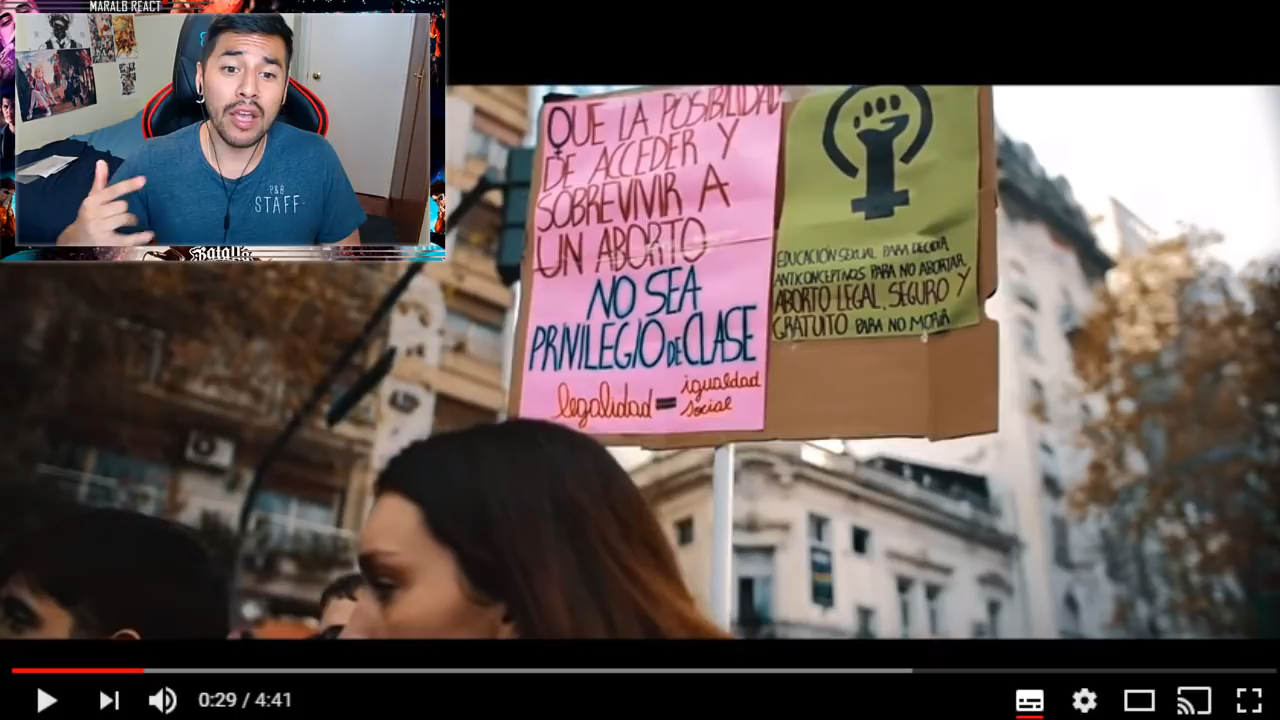 MARALB REACT
P&B
STAFF
Batalla
QUE LA POSIBILIDAD
DE ACCEDER Y
SOBREVIVIR A
UN ABORTO
NO SEA
PRIVILEGIO DE CLASE
legalidad = igualdad
social
EDUCACIÓN SEXUAL PARA DECIDIR,
ANTICONCEPTIVOS PARA NO ABORTAR,
ABORTO LEGAL, SEGURO Y
GRATUITO PARA NO MORIR
0:29 / 4:41